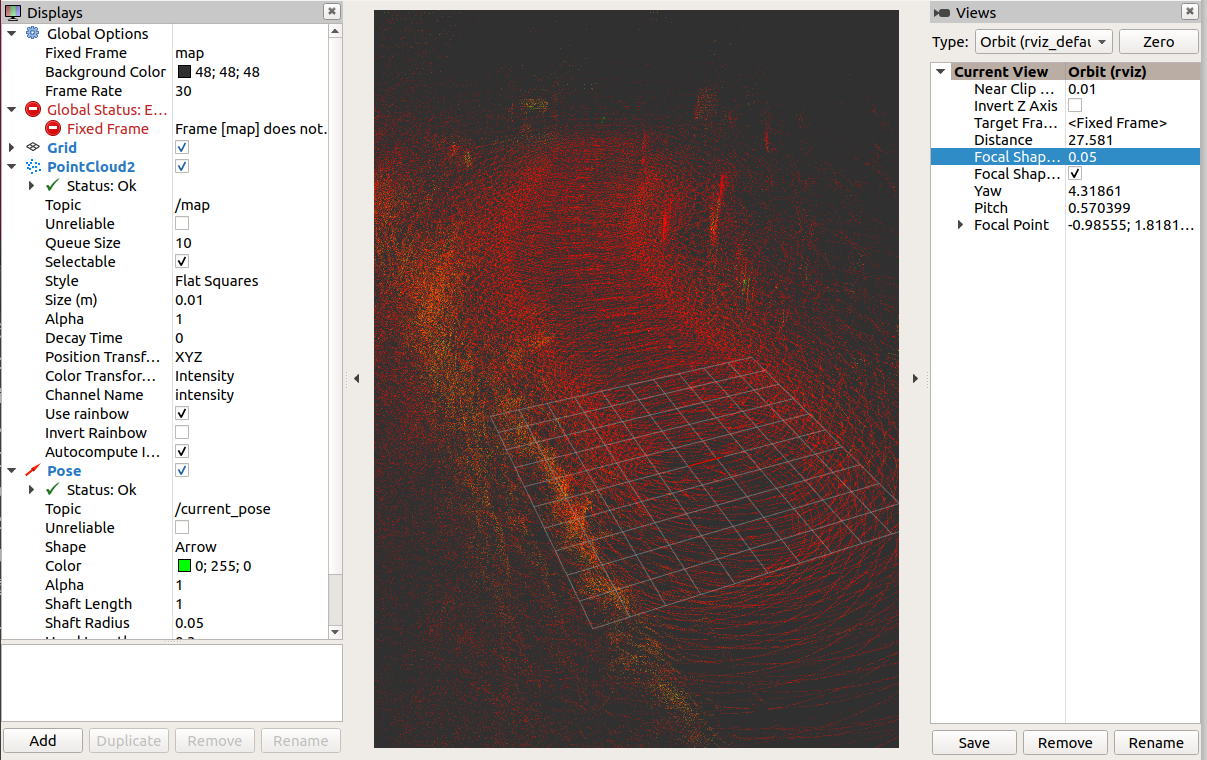 Displays
Global Options
Fixed Frame map
Background Color 48; 48; 48
Frame Rate 30
Global Status: E...
Fixed Frame Frame [map] does not.
Grid
PointCloud2
Status: Ok
Topic /map
Unreliable
Queue Size 10
Selectable
Style Flat Squares
Size (m) 0.01
Alpha 1
Decay Time 0
Position Transf... XYZ
Color Transfor... Intensity
Channel Name intensity
Use rainbow
Invert Rainbow
Autocompute I...
Pose
Status: Ok
Topic /current_pose
Unreliable
Shape Arrow
Color 0; 255; 0
Alpha 1
Shaft Length 1
Shaft Radius 0.05
Add Duplicate Remove Rename
Views
Type: Orbit (rviz_defau Zero
Current View Orbit (rviz)
Near Clip ... 0.01
Invert Z Axis
Target Fra... <Fixed Frame>
Distance 27.581
Focal Shap... 0.05
Focal Shap...
Yaw 4.31861
Pitch 0.570399
Focal Point -0.98555; 1.8181...
Save Remove Rename